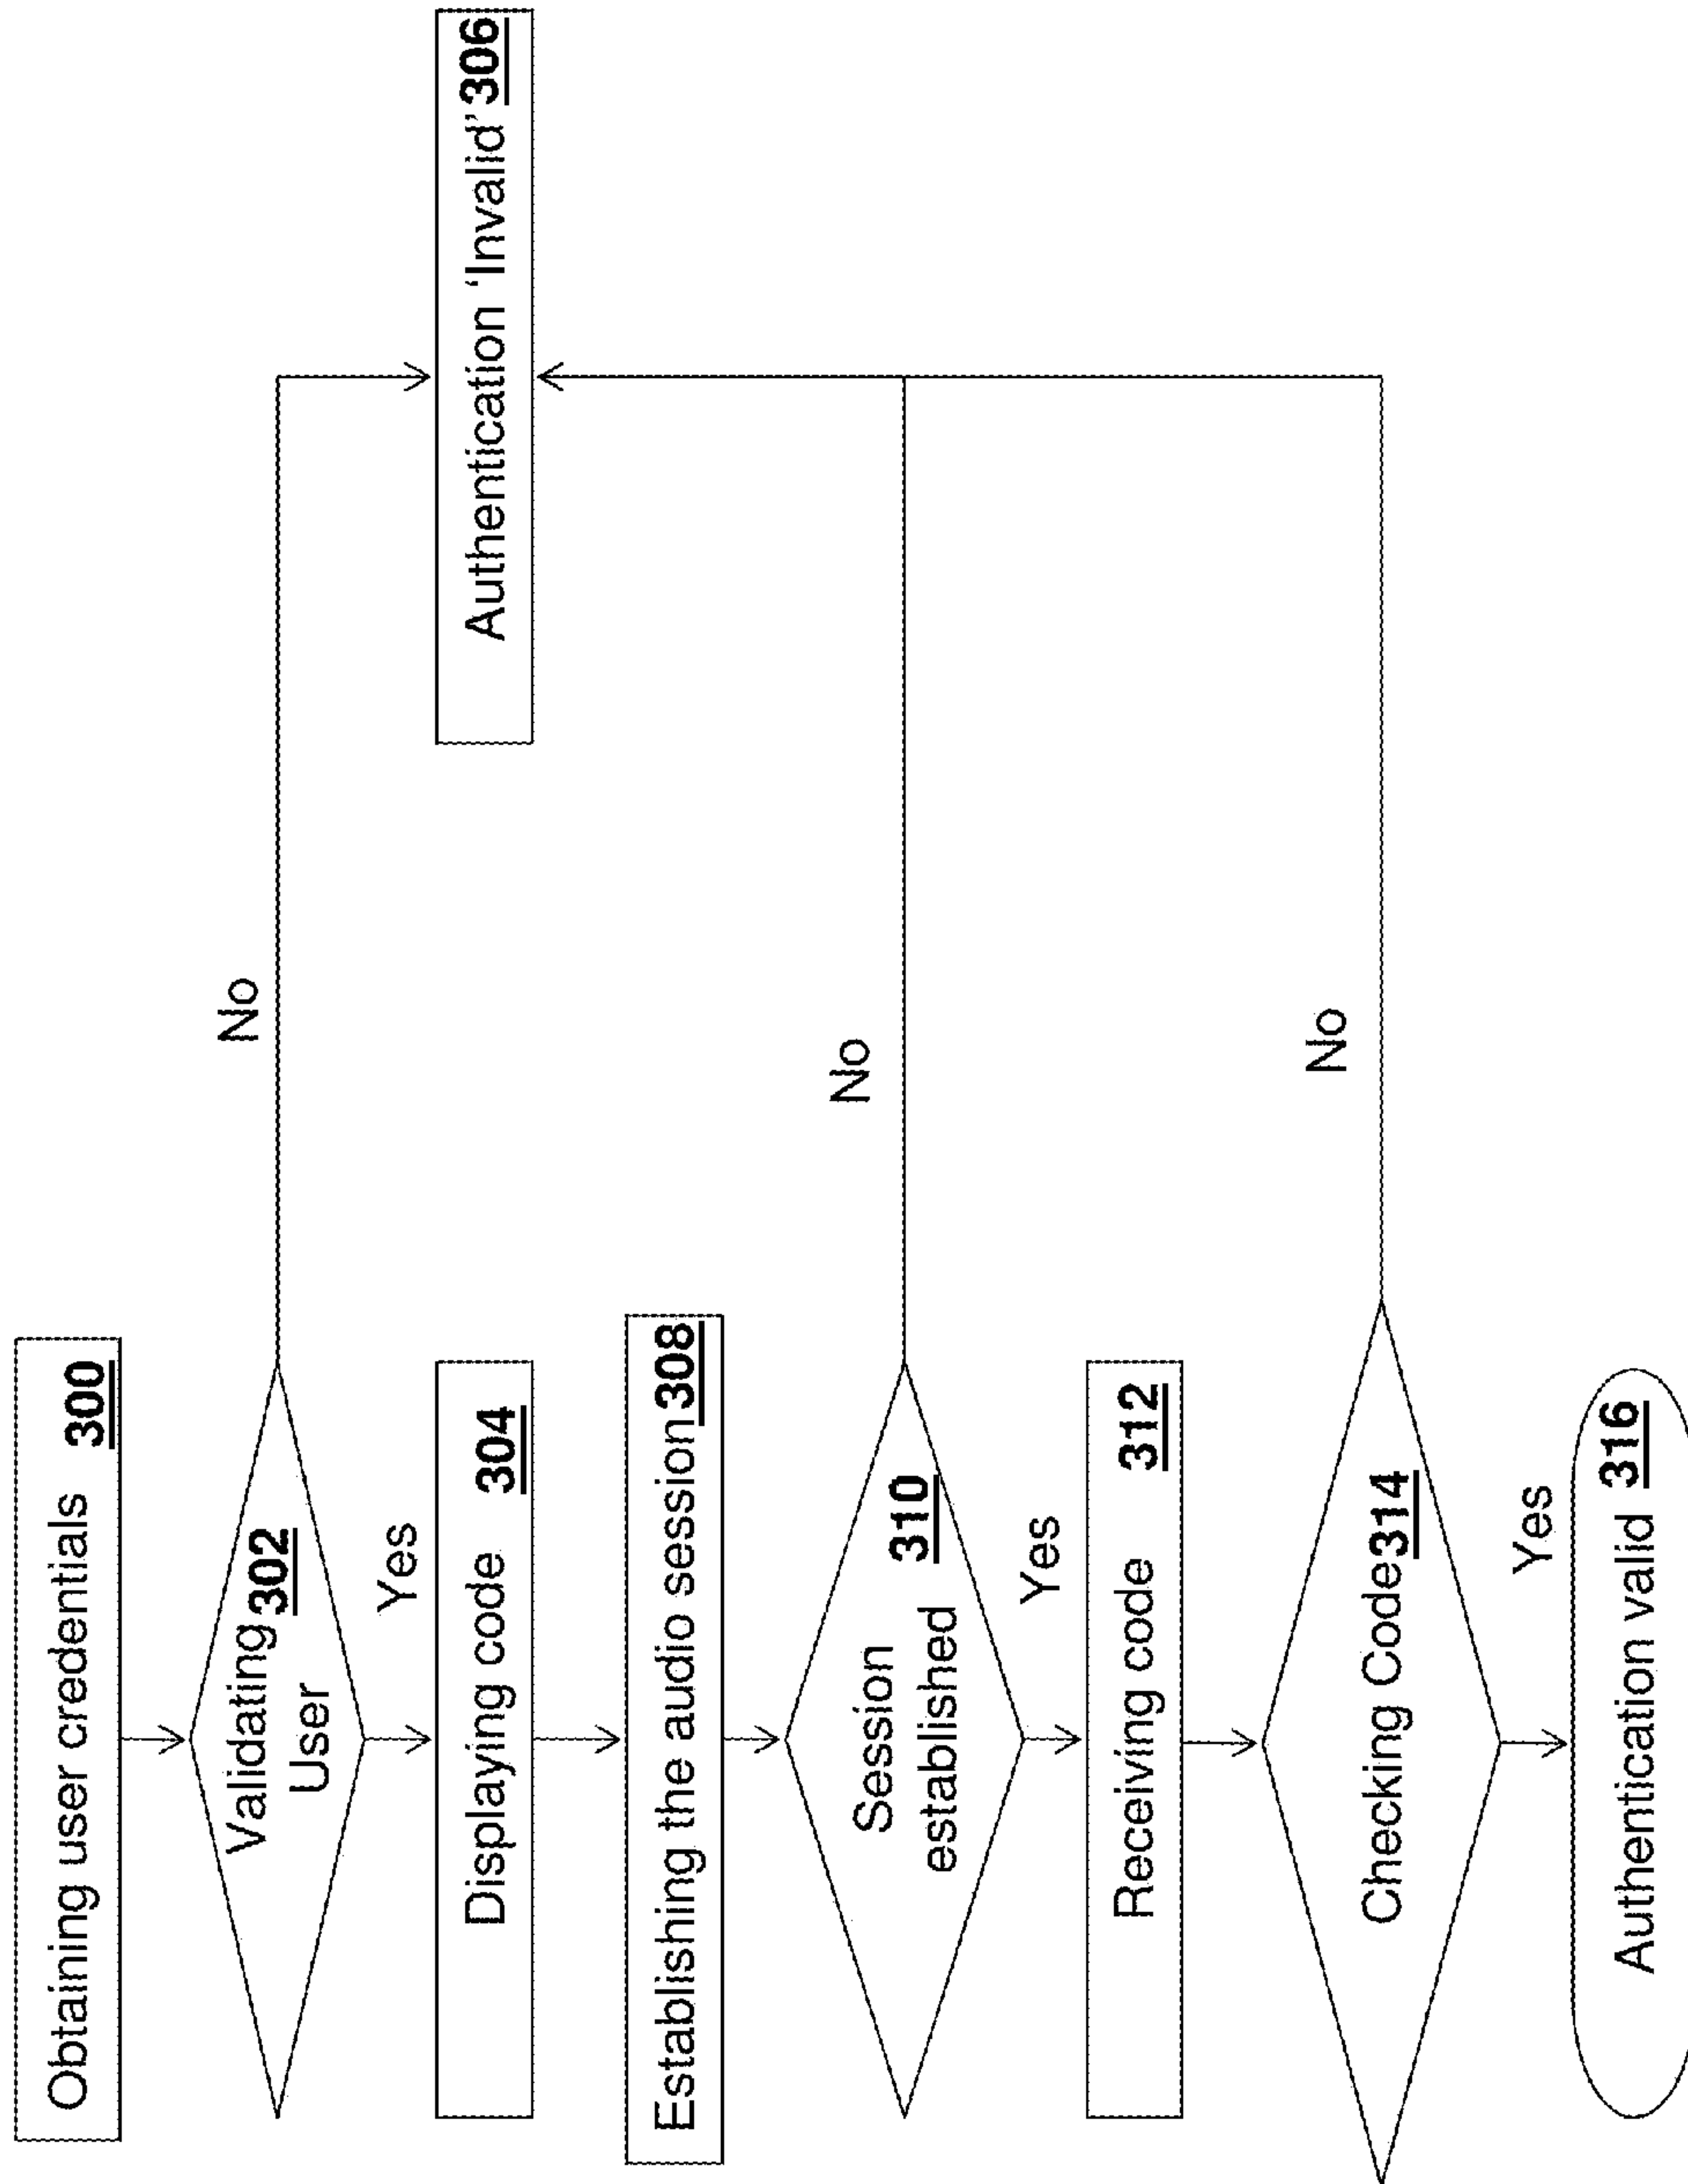 Obtaining user credentials 300
Validating 302
User
No
Yes
Displaying code 304
Authentication 'Invalid' 306
Establishing the audio session 308
Session 310
established
No
Yes
Receiving code 312
Checking Code 314
No
Yes
Authentication valid 316